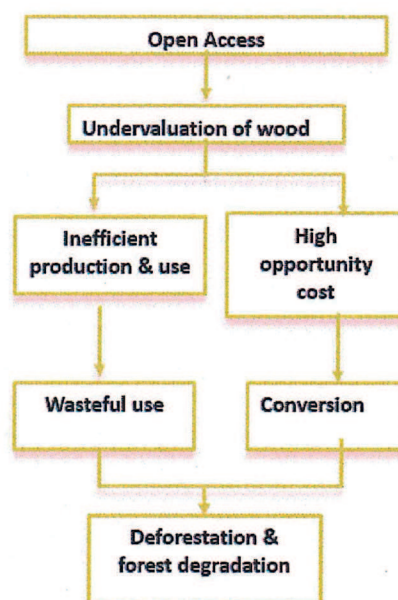 Open Access
Undervaluation of wood
Inefficient
production & use
High
opportunity
cost
Wasteful use
Conversion
Deforestation &
forest degradation